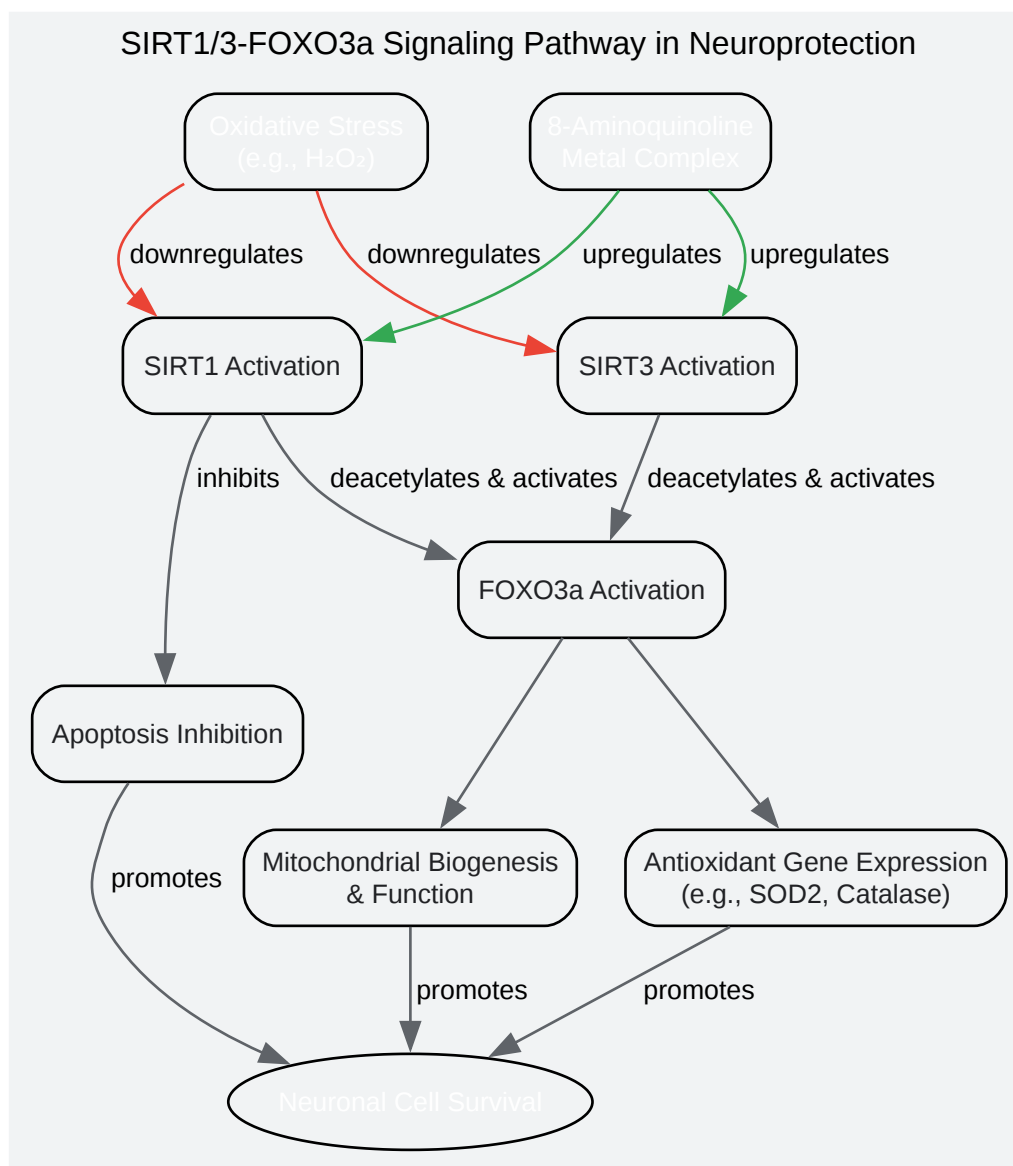 SIRT1/3-FOXO3a Signaling Pathway in Neuroprotection
Oxidative Stress
(e.g., H₂O₂)
8-Aminoquinoline
Metal Complex
downregulates
downregulates
upregulates
upregulates
SIRT1 Activation
SIRT3 Activation
inhibits
deacetylates & activates
deacetylates & activates
FOXO3a Activation
Apoptosis Inhibition
Mitochondrial Biogenesis
& Function
Antioxidant Gene Expression
(e.g., SOD2, Catalase)
promotes
promotes
promotes
Neuronal Cell Survival